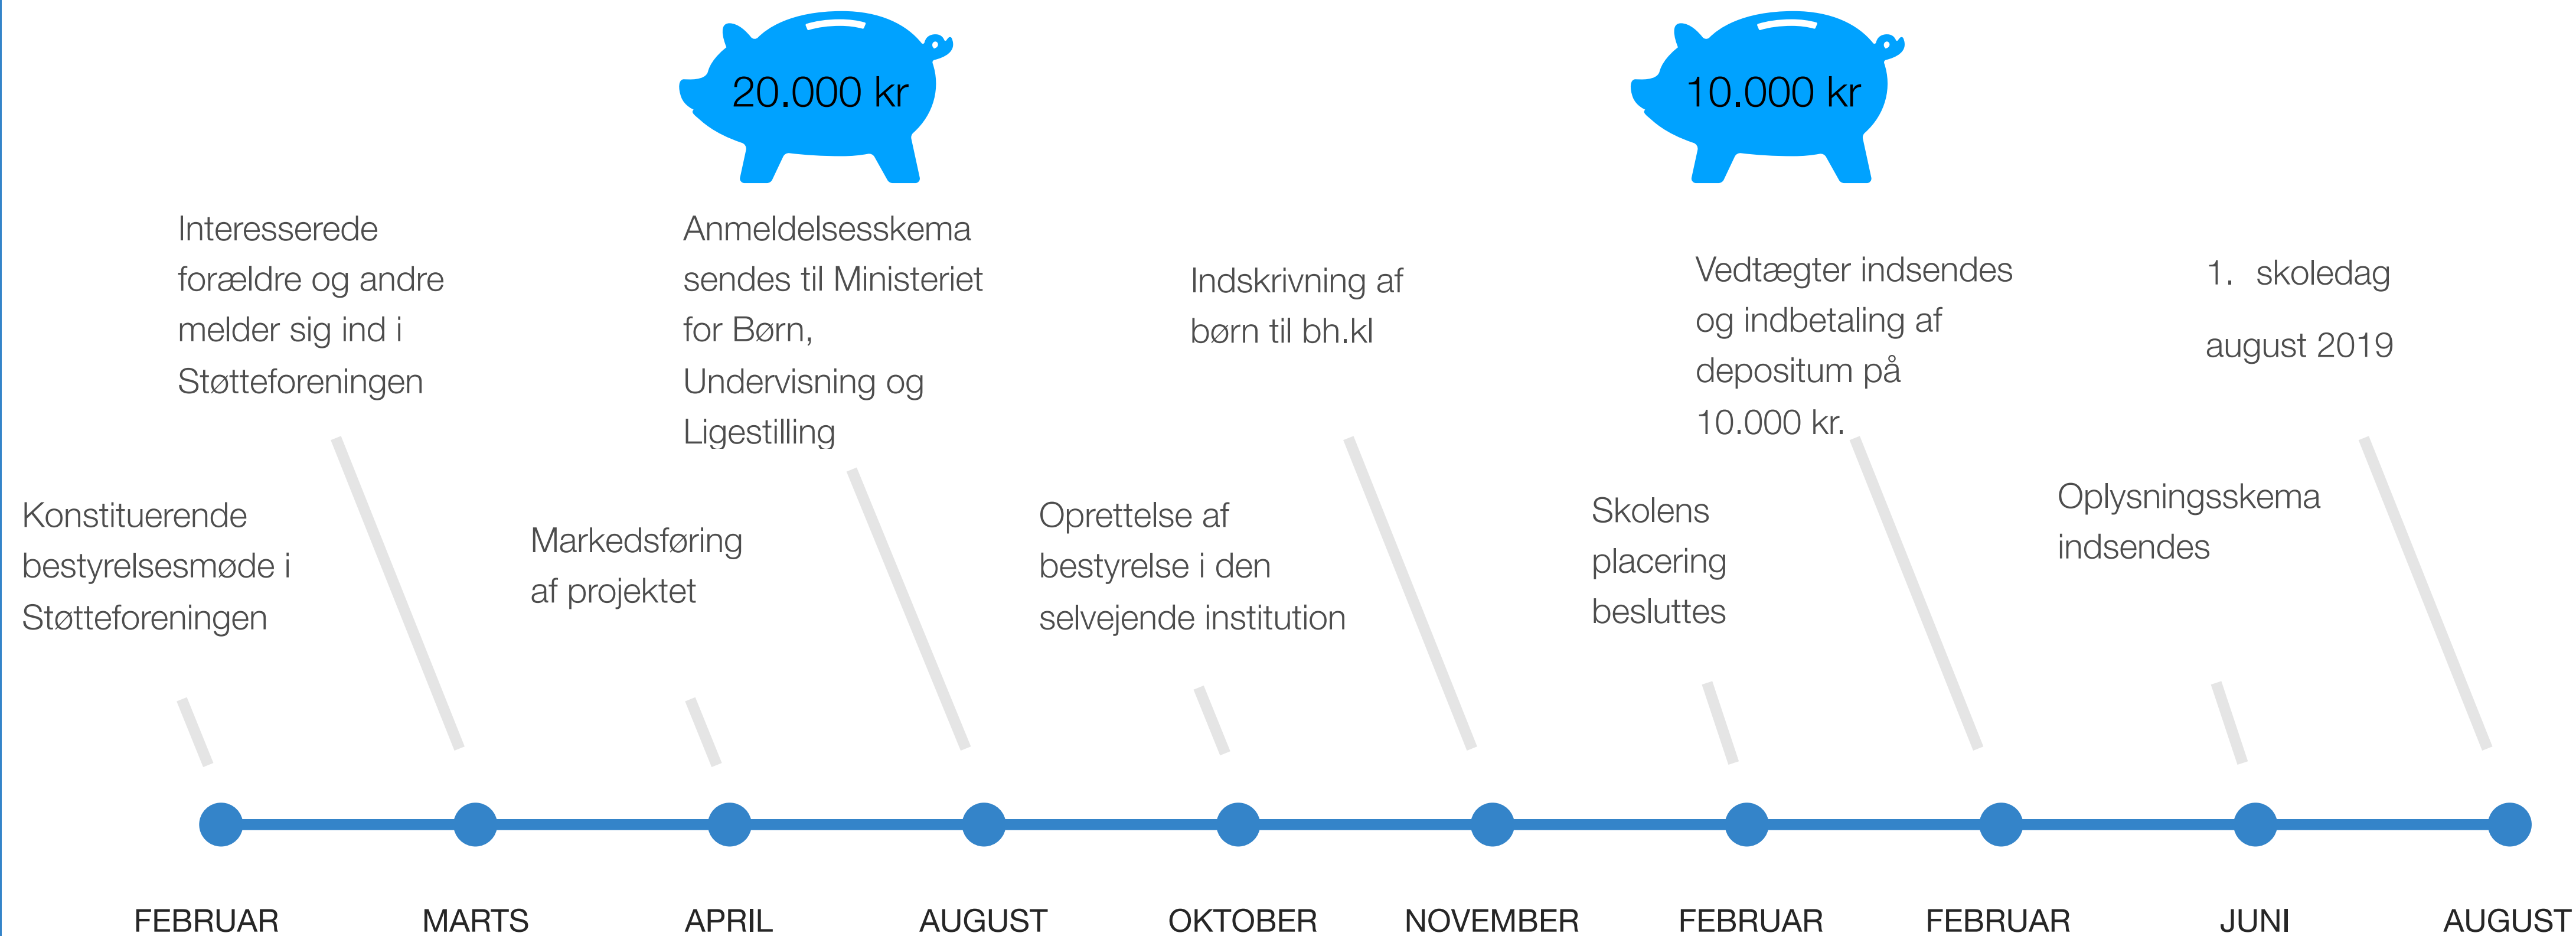 20.000 kr
10.000 kr
Interesserede
forældre og andre
melder sig ind i
Støtteforeningen
Anmeldelsesskema
sendes til Ministeriet
for Børn,
Undervisning og
Ligestilling
Indskrivning af
børn til bh.kl
Vedtægter indsendes
og indbetaling af
depositum på
10.000 kr.
1. skoledag
august 2019
Konstituerende
bestyrelsesmøde i
Støtteforeningen
Markedsføring
af projektet
Oprettelse af
bestyrelse i den
selvejende institution
Skolens
placering
besluttes
Oplysningsskema
indsendes
FEBRUAR
MARTS
APRIL
AUGUST
OKTOBER
NOVEMBER
FEBRUAR
FEBRUAR
JUNI
AUGUST